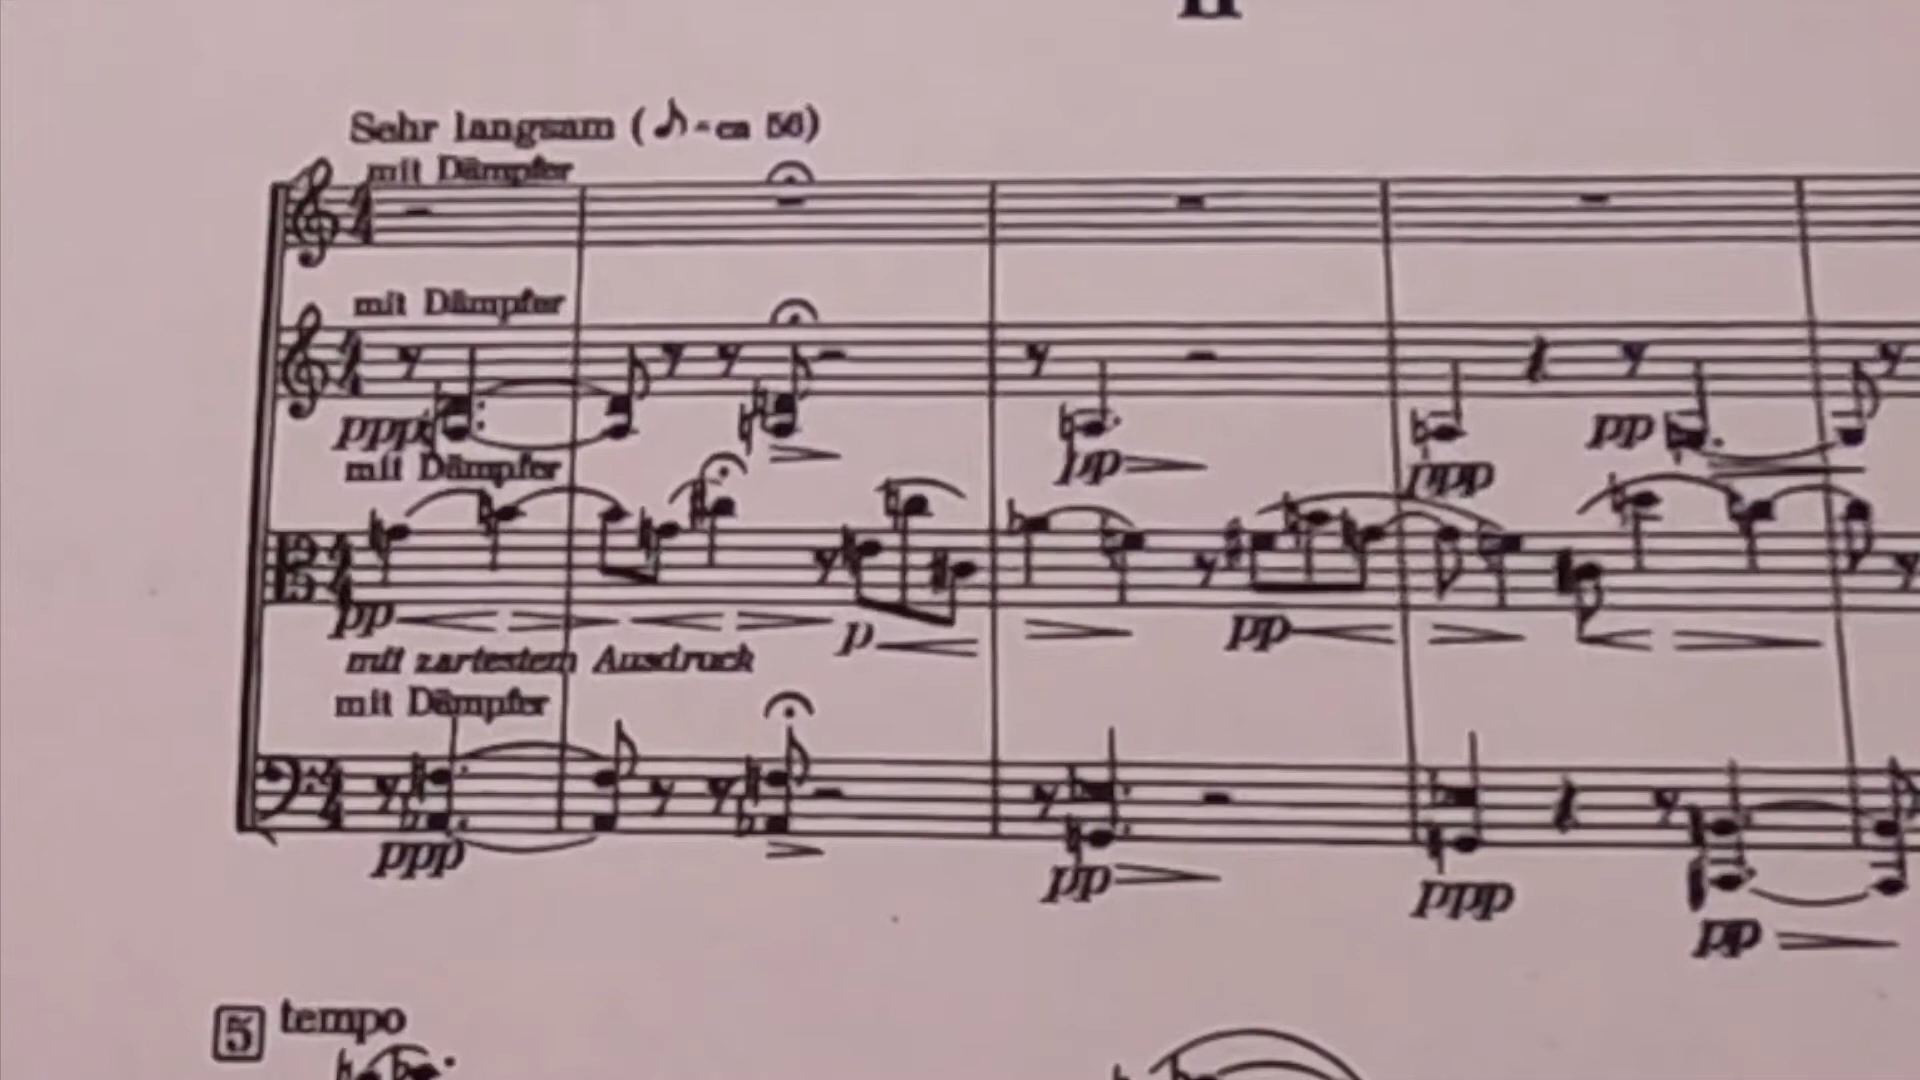 II
Sehr langsam (♪ = ca 56)
mit Dämpfer
mit Dämpfer
ppp
pp
ppp
pp
mit Dämpfer
pp
p
pp
mit zartestem Ausdruck
mit Dämpfer
ppp
pp
ppp
pp
5 tempo